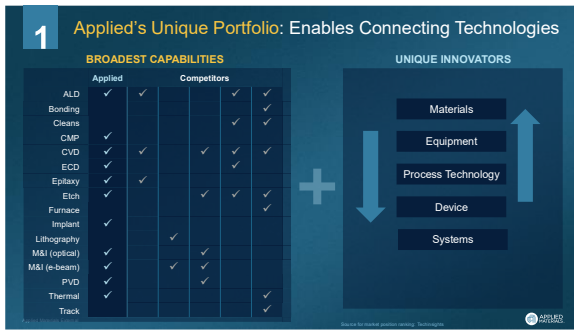 1
Applied's Unique Portfolio: Enables Connecting Technologies
BROADEST CAPABILITIES
Applied Competitors
ALD ✓ ✓ ✓ ✓
Bonding ✓
Cleans ✓ ✓
CMP ✓
CVD ✓ ✓ ✓ ✓ ✓
ECD ✓ ✓
Epitaxy ✓ ✓
Etch ✓ ✓ ✓ ✓
Furnace ✓
Implant ✓
Lithography ✓
M&I (optical) ✓ ✓
M&I (e-beam) ✓ ✓ ✓
PVD ✓ ✓
Thermal ✓ ✓
Track ✓
+
UNIQUE INNOVATORS
Materials
Equipment
Process Technology
Device
Systems
Source for market position ranking: TechInsights
APPLIED
MATERIALS